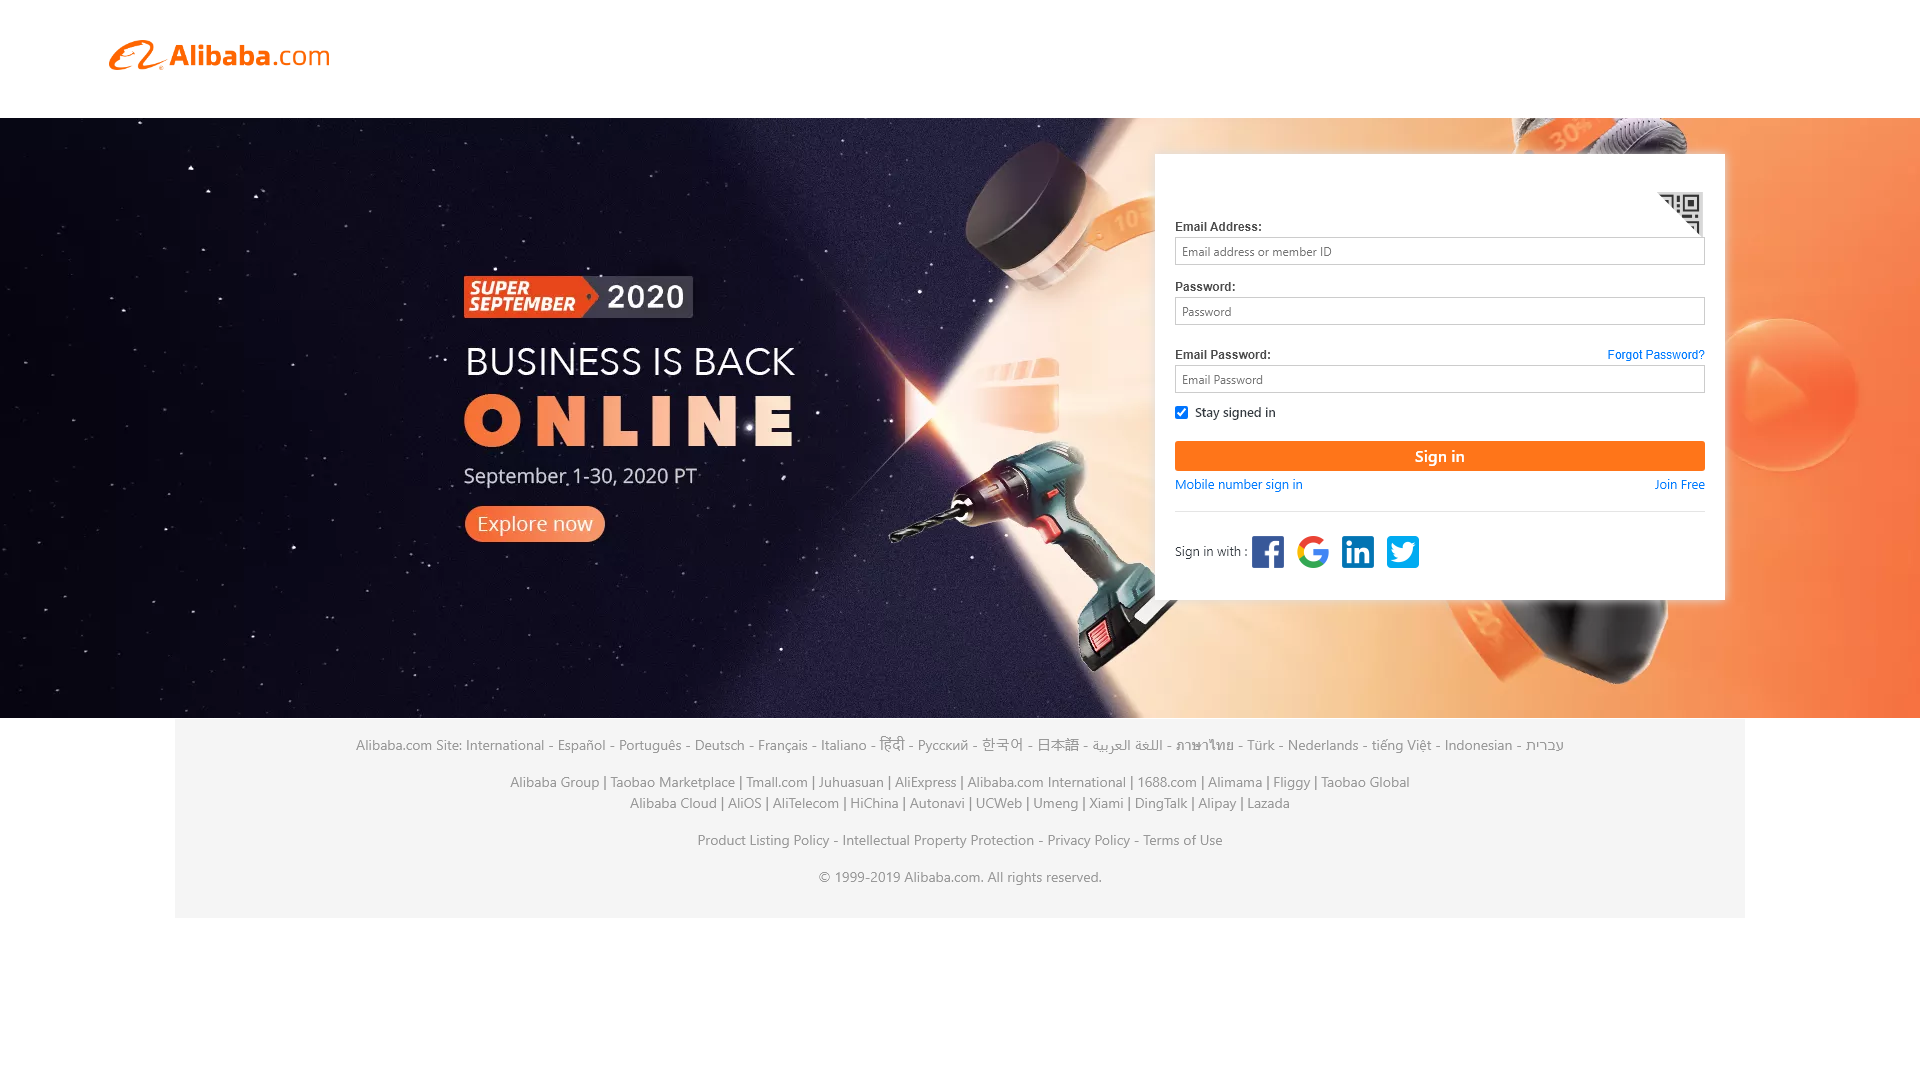 Alibaba.com
30%
10%
SUPER
SEPTEMBER
2020
BUSINESS IS BACK
ONLINE
September 1-30, 2020 PT
Explore now
Email Address:
Email address or member ID
Password:
Password
Email Password:
Forgot Password?
Email Password
Stay signed in
Sign in
Mobile number sign in
Join Free
Sign in with :
Alibaba.com Site: International - Español - Português - Deutsch - Français - Italiano - हिंदी - Русский - 한국어 - 日本語 - اللغة العربية - ภาษาไทย - Türk - Nederlands - tiếng Việt - Indonesian - עברית
Alibaba Group | Taobao Marketplace | Tmall.com | Juhuasuan | AliExpress | Alibaba.com International | 1688.com | Alimama | Fliggy | Taobao Global
Alibaba Cloud | AliOS | AliTelecom | HiChina | Autonavi | UCWeb | Umeng | Xiami | DingTalk | Alipay | Lazada
Product Listing Policy - Intellectual Property Protection - Privacy Policy - Terms of Use
© 1999-2019 Alibaba.com. All rights reserved.